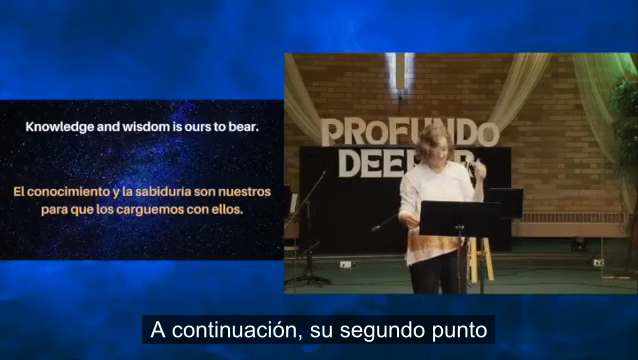 Knowledge and wisdom is ours to bear.
El conocimiento y la sabiduría son nuestros
para que los carguemos con ellos.
PROFUNDO
A continuación, su segundo punto